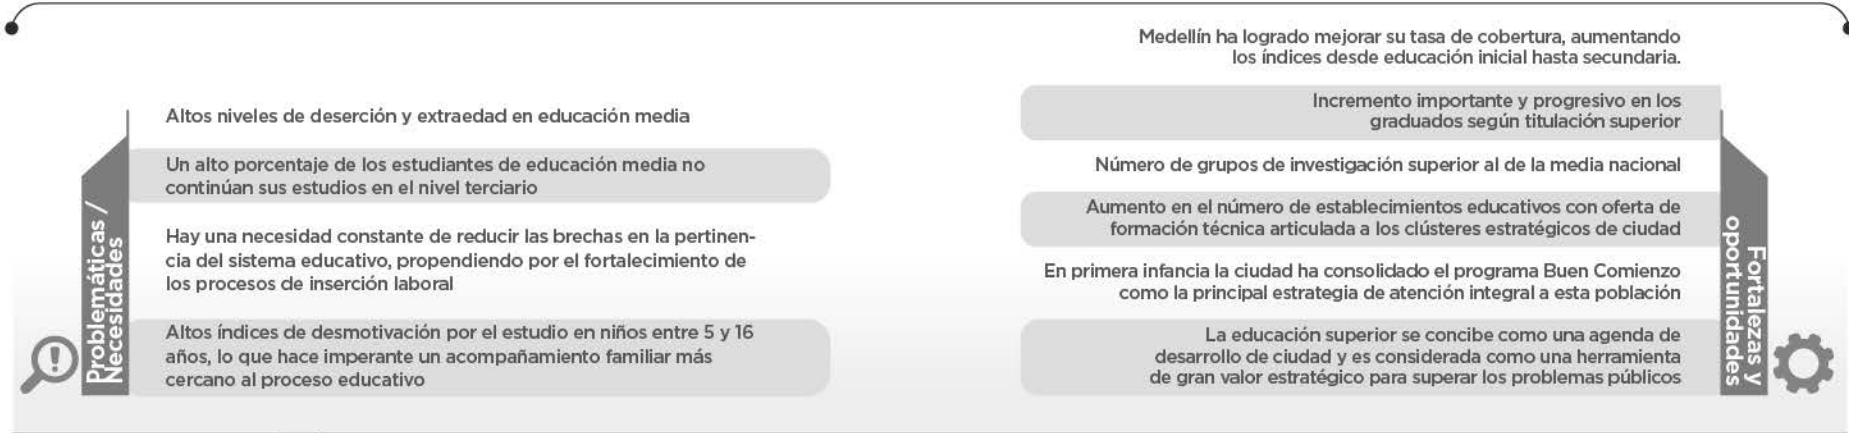 Problemáticas /
Necesidades
Altos niveles de deserción y extraedad en educación media
Un alto porcentaje de los estudiantes de educación media no
continúan sus estudios en el nivel terciario
Hay una necesidad constante de reducir las brechas en la pertinen-
cia del sistema educativo, propendiendo por el fortalecimiento de
los procesos de inserción laboral
Altos índices de desmotivación por el estudio en niños entre 5 y 16
años, lo que hace imperante un acompañamiento familiar más
cercano al proceso educativo
Fortalezas y
oportunidades
Medellín ha logrado mejorar su tasa de cobertura, aumentando
los índices desde educación inicial hasta secundaria.
Incremento importante y progresivo en los
graduados según titulación superior
Número de grupos de investigación superior al de la media nacional
Aumento en el número de establecimientos educativos con oferta de
formación técnica articulada a los clústeres estratégicos de ciudad
En primera infancia la ciudad ha consolidado el programa Buen Comienzo
como la principal estrategia de atención integral a esta población
La educación superior se concibe como una agenda de
desarrollo de ciudad y es considerada como una herramienta
de gran valor estratégico para superar los problemas públicos